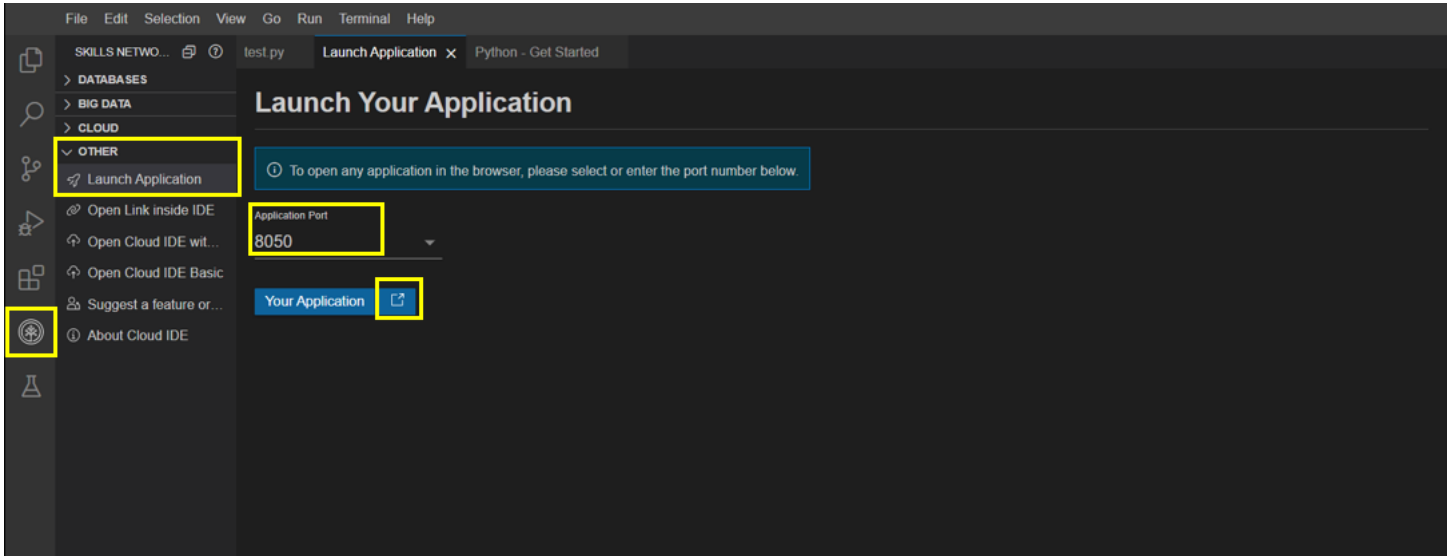 File Edit Selection View Go Run Terminal Help
SKILLS NETWO...
test.py Launch Application Python - Get Started
DATABASES
BIG DATA
CLOUD
OTHER
Launch Application
Open Link inside IDE
Open Cloud IDE wit...
Open Cloud IDE Basic
Suggest a feature or...
About Cloud IDE
Launch Your Application
To open any application in the browser, please select or enter the port number below.
Application Port
8050
Your Application